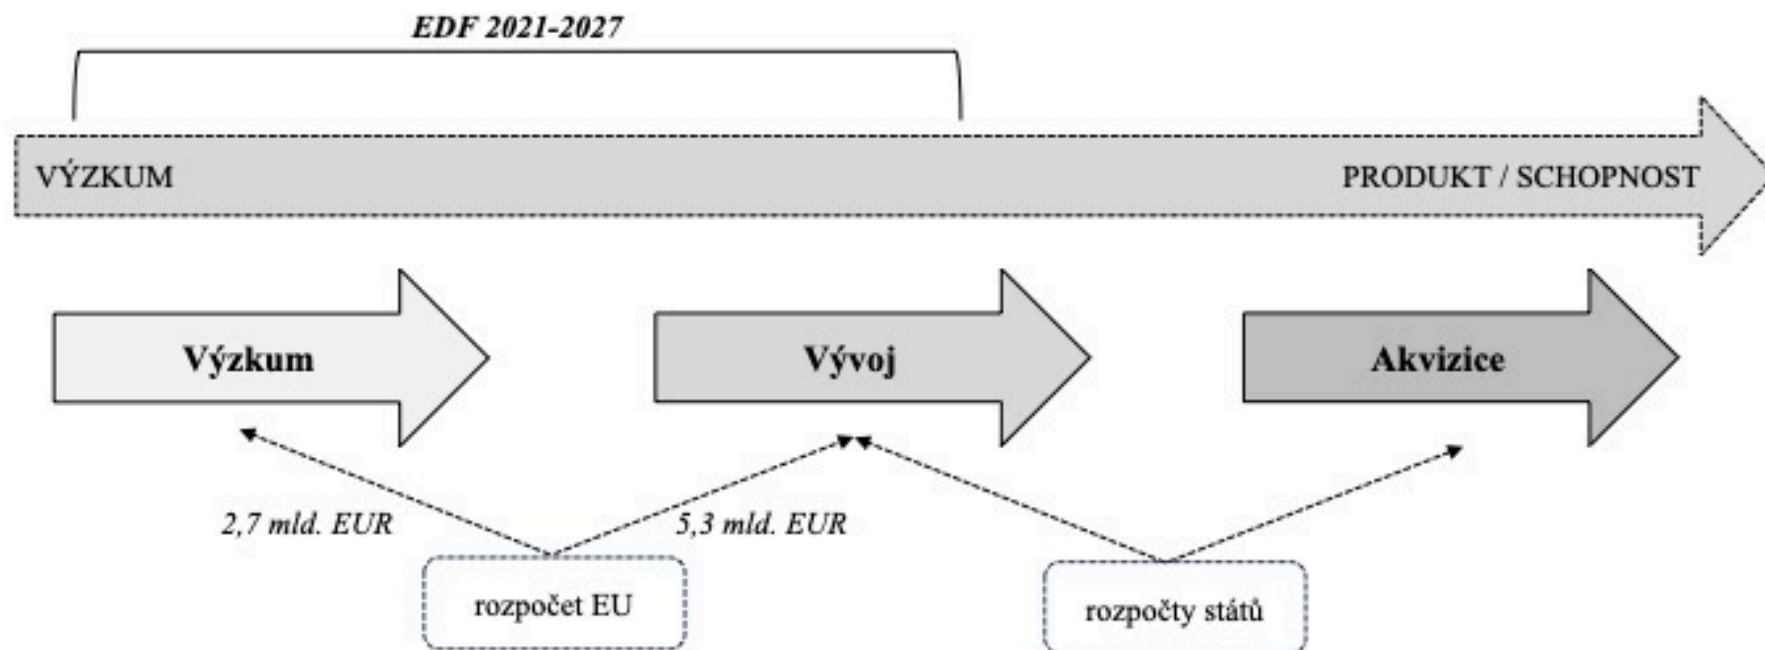 EDF 2021-2027
VÝZKUM
PRODUKT / SCHOPNOST
Výzkum
Vývoj
Akvizice
2,7 mld. EUR
5,3 mld. EUR
rozpočet EU
rozpočty států